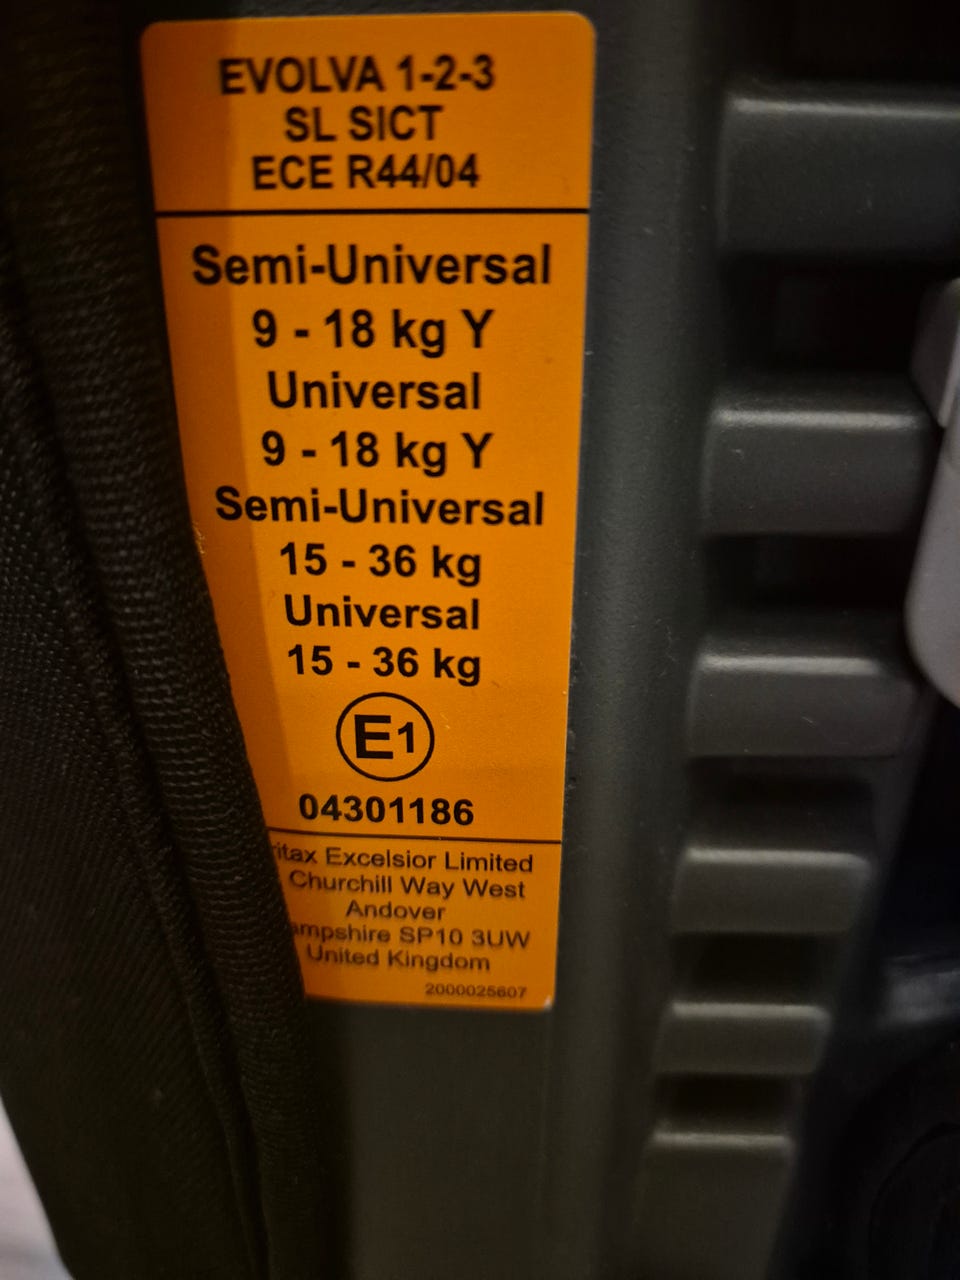 EVOLVA 1-2-3
SL SICT
ECE R44/04
Semi-Universal
9 - 18 kg Y
Universal
9 - 18 kg Y
Semi-Universal
15 - 36 kg
Universal
15 - 36 kg
E1
04301186
ritax Excelsior Limited
Churchill Way West
Andover
ampshire SP10 3UW
United Kingdom
2000025607